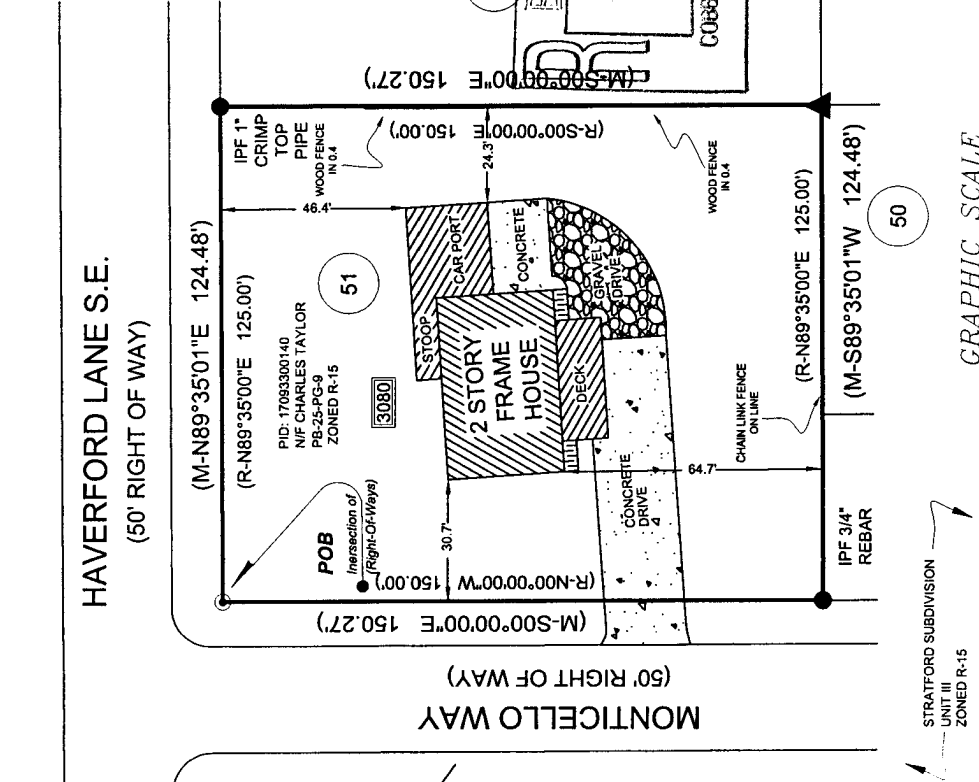 HAVERFORD LANE S.E.
(50' RIGHT OF WAY)
(M-N89°35'01"E 124.48')
(R-N89°35'00"E 125.00')
IPF 1"
CRIMP
TOP
PIPE
WOOD FENCE
IN 0.4
(M-S00°00'00"E 150.27')
(R-S00°00'00"E 150.00')
24.3'
46.4'
WOOD FENCE
IN 0.4
PID: 17093300140
N/F CHARLES TAYLOR
PB-25-PG-9
ZONED R-15
51
3080
STOOP
CAR PORT
CONCRETE
GRAVEL
DRIVE
2 STORY
FRAME
HOUSE
DECK
CONCRETE
DRIVE
64.7'
30.7'
CHAIN LINK FENCE
ON LINE
POB
Inersection of
(Right-Of-Ways)
(R-N00°00'00"W 150.00')
(M-S00°00'00"E 150.27')
(R-N89°35'00"E 125.00')
(M-S89°35'01"W 124.48')
50
IPF 3/4"
REBAR
(50' RIGHT OF WAY)
MONTICELLO WAY
STRATFORD SUBDIVISION
UNIT III
ZONED R-15
GRAPHIC SCALE
R